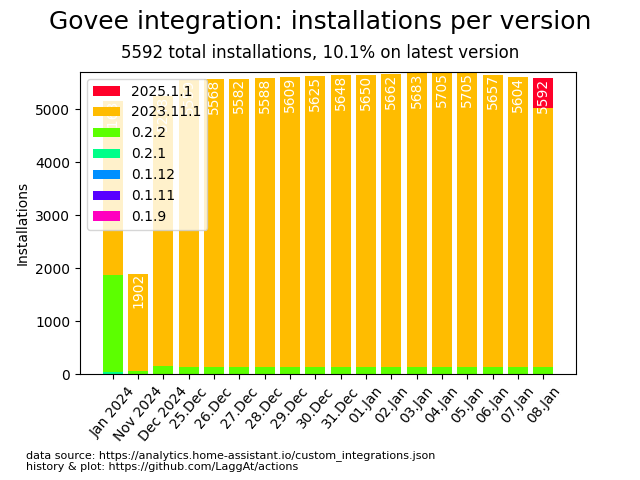 Govee integration: installations per version
5592 total installations, 10.1% on latest version
Installations
5000
4000
3000
2000
1000
0
2025.1.1
2023.11.1
0.2.2
0.2.1
0.1.12
0.1.11
0.1.9
1902
5568
5582
5588
5609
5625
5648
5650
5662
5683
5705
5705
5657
5604
5592
Jan 2024
Nov 2024
Dec 2024
25.Dec
26.Dec
27.Dec
28.Dec
29.Dec
30.Dec
31.Dec
01.Jan
02.Jan
03.Jan
04.Jan
05.Jan
06.Jan
07.Jan
08.Jan
data source: https://analytics.home-assistant.io/custom_integrations.json
history & plot: https://github.com/LaggAt/actions